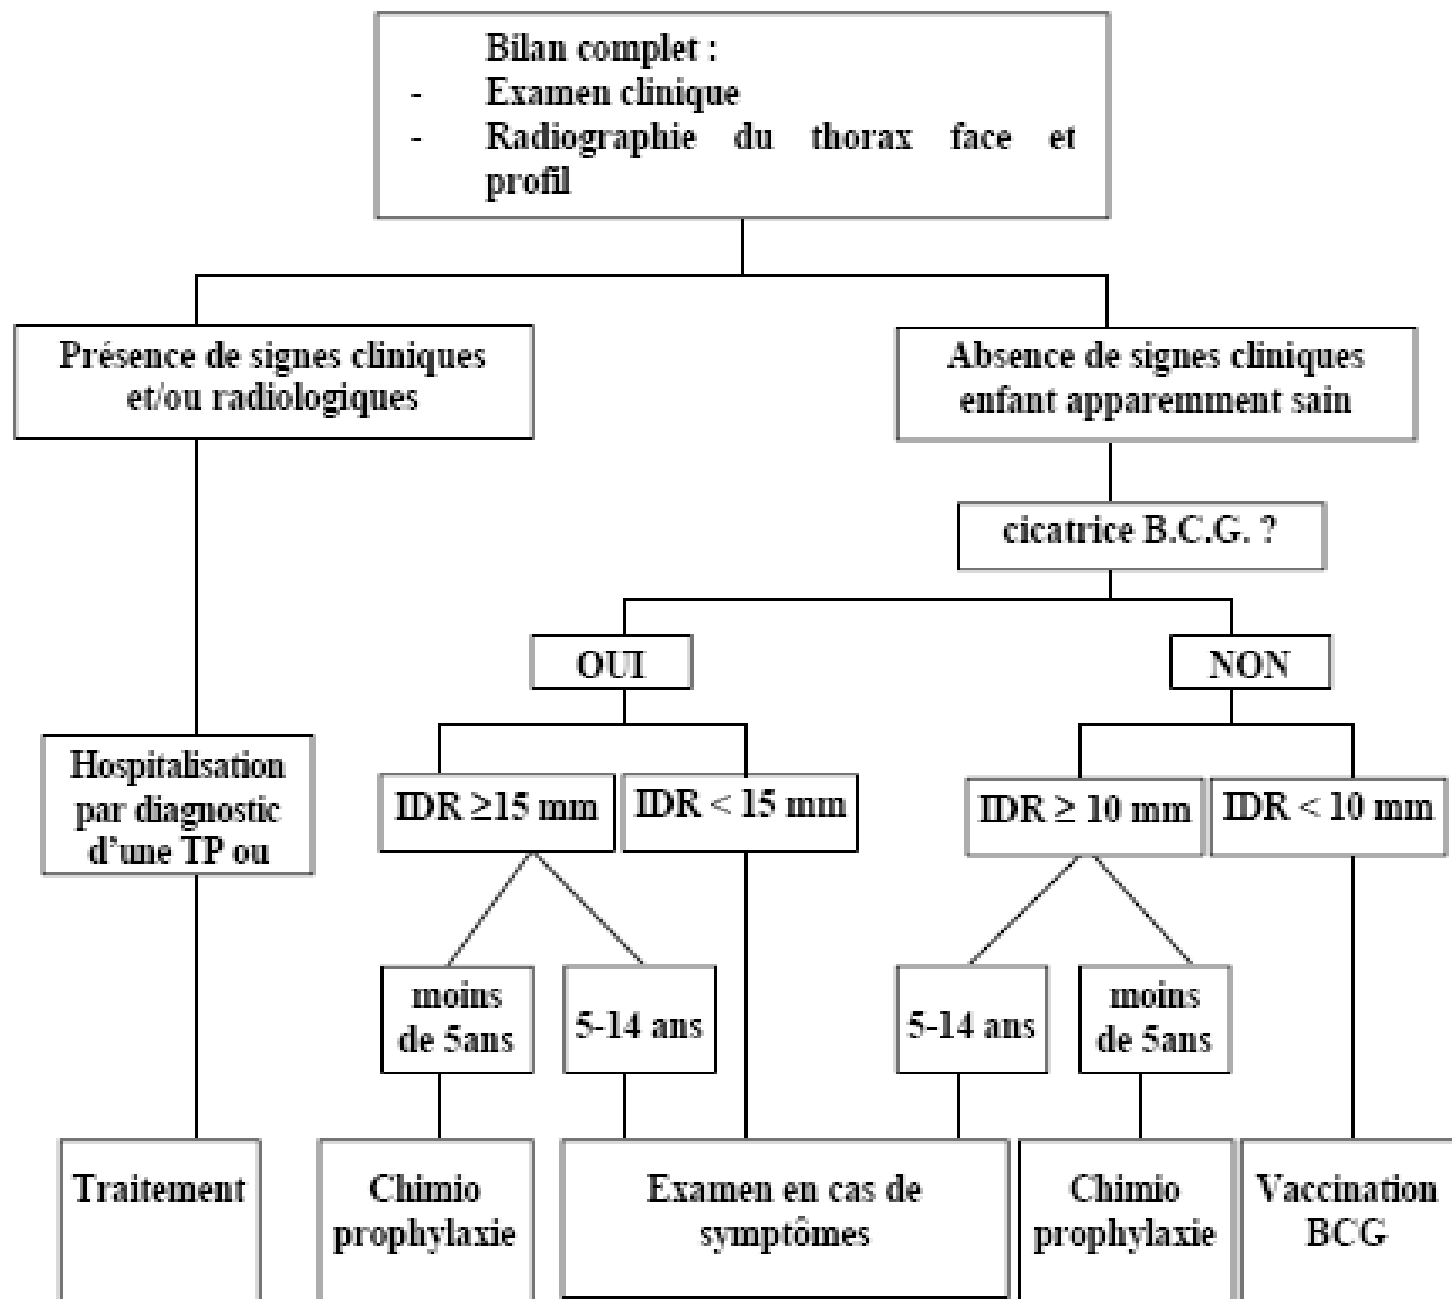 Bilan complet :
- Examen clinique
- Radiographie du thorax face et
profil
Présence de signes cliniques
et/ou radiologiques
Absence de signes cliniques
enfant apparemment sain
cicatrice B.C.G. ?
OUI
NON
Hospitalisation
par diagnostic
d'une TP ou
IDR ≥15 mm
IDR < 15 mm
IDR ≥ 10 mm
IDR < 10 mm
moins
de 5ans
5-14 ans
5-14 ans
moins
de 5ans
Traitement
Chimio
prophylaxie
Examen en cas de
symptômes
Chimio
prophylaxie
Vaccination
BCG